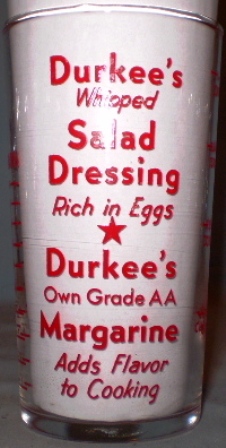 Durkee's
Whipped
Salad
Dressing
Rich in Eggs
Durkee's
Own Grade AA
Margarine
Adds Flavor
to Cooking